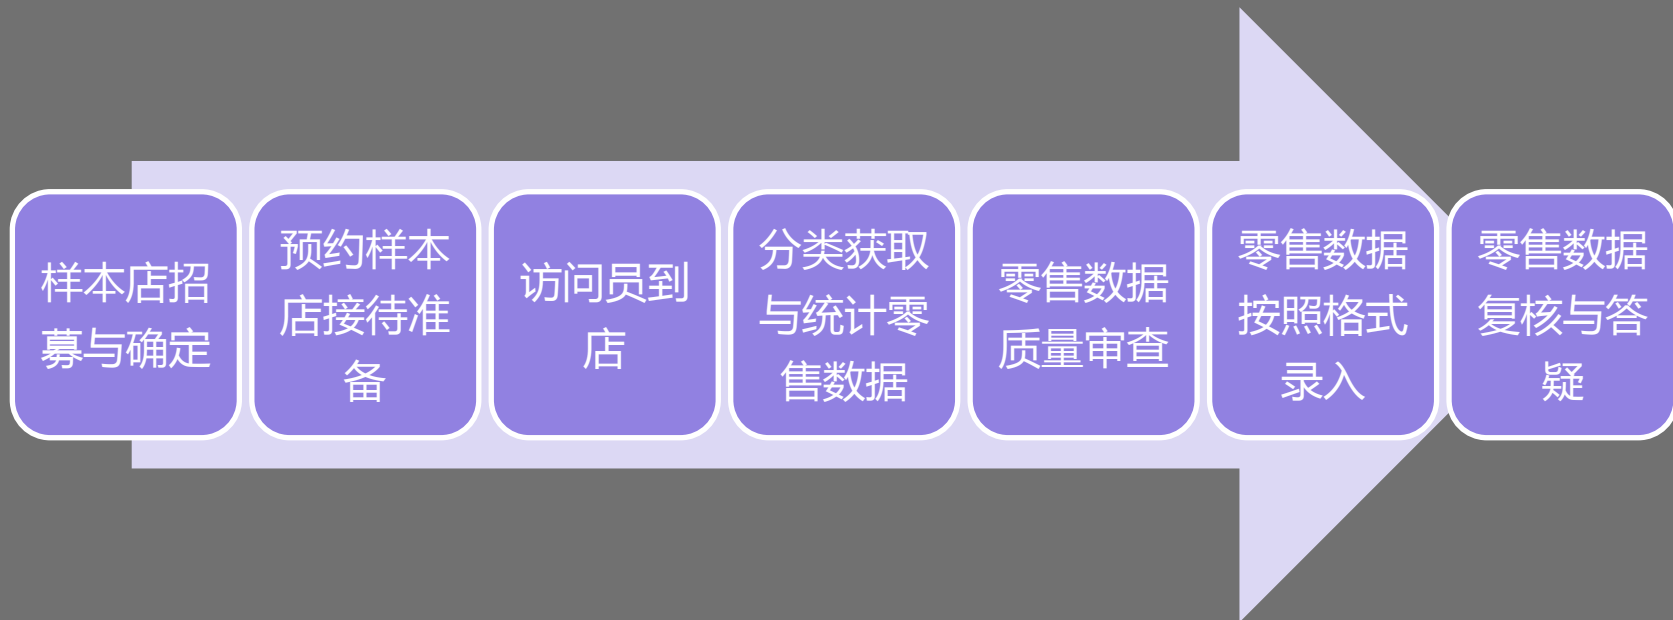 样本店招
募与确定
预约样本
店接待准
备
访问员到
店
分类获取
与统计零
售数据
零售数据
质量审查
零售数据
按照格式
录入
零售数据
复核与答
疑